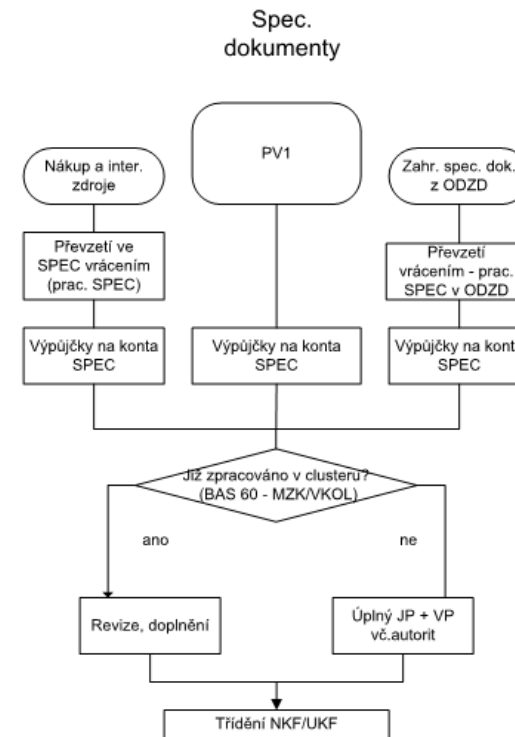 Spec.
dokumenty
Nákup a inter.
zdroje
PV1
Zahr. spec. dok.
z ODZD
Převzetí ve
SPEC vrácením
(prac. SPEC)
Převzetí
vrácením - prac.
SPEC v ODZD
Výpůjčky na konta
SPEC
Výpůjčky na konta
SPEC
Výpůjčky na konta
SPEC
Již zpracováno v clusteru?
(BAS 60 - MZK/VKOL)
ano
ne
Revize, doplnění
Úplný JP + VP
vč.autorit
Třídění NKF/UKF